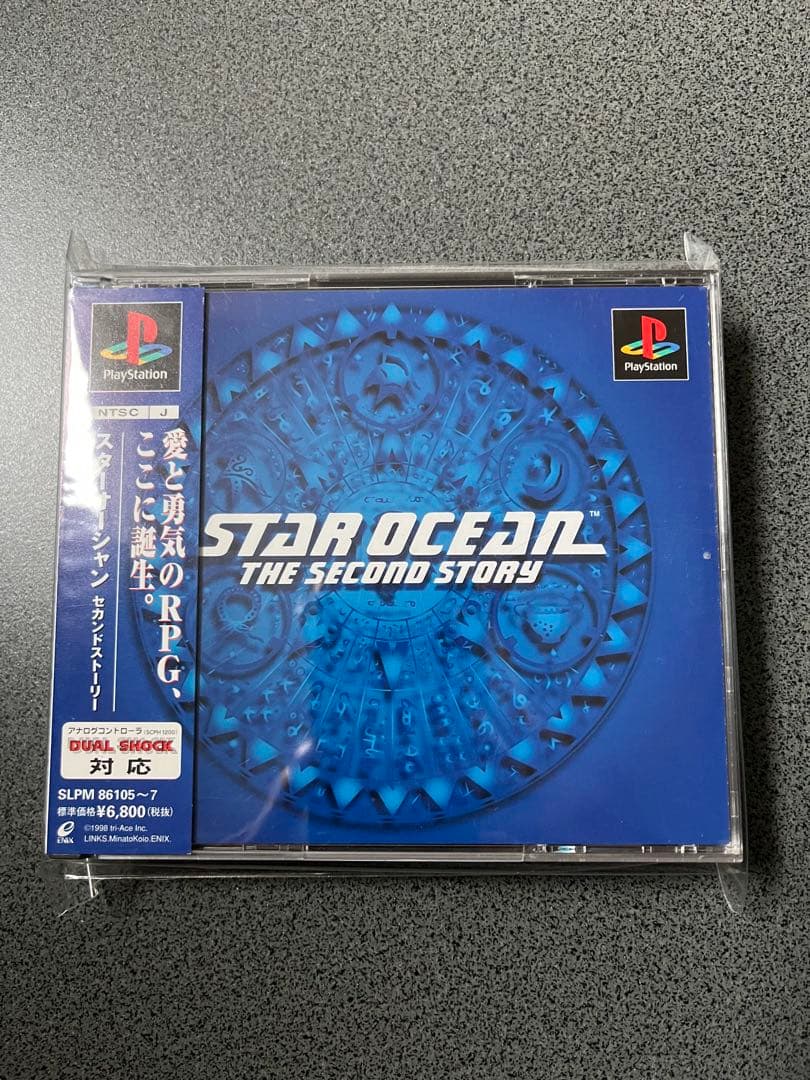 PlayStation
NTSC J
愛と勇気のRPG、
ここに誕生。
スターオーシャン セカンドストーリー
アナログコントローラ(SCPH 1200)
DUAL SHOCK
対応
SLPM 86105～7
標準価格¥6,800(税抜)
ENIX
©1998 tri-Ace Inc.
LINKS.MinatoKoio.ENIX.
PlayStation
STAR OCEAN™
THE SECOND STORY